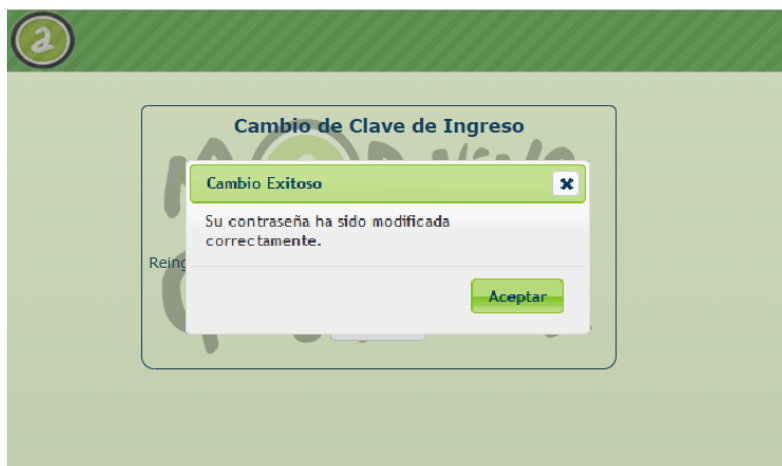 a
Cambio de Clave de Ingreso
Cambio Exitoso
Su contraseña ha sido modificada
correctamente.
Reing
Aceptar